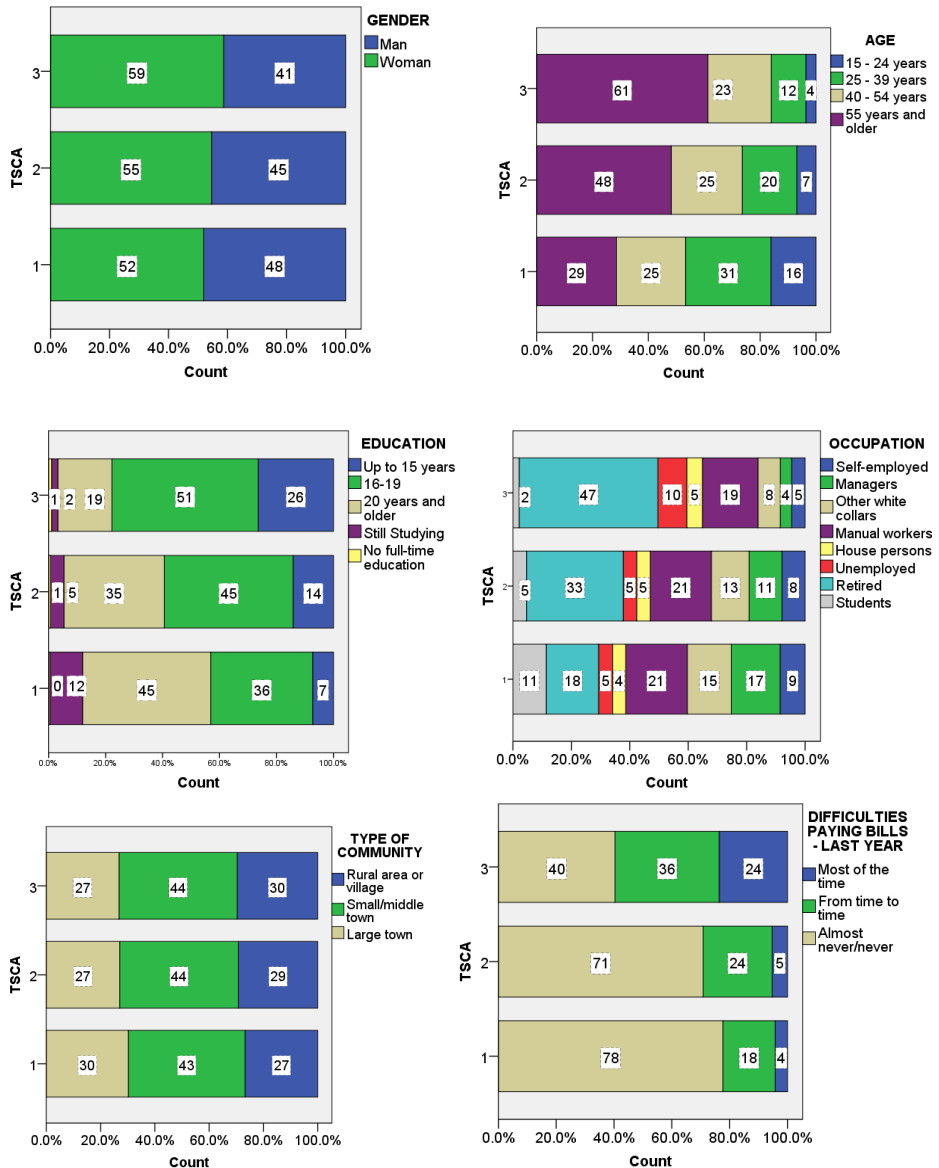 GENDER
Man
Woman
3
59
41
2
55
45
1
52
48
TSCA
0.0% 20.0% 40.0% 60.0% 80.0% 100.0%
Count
AGE
15 - 24 years
25 - 39 years
40 - 54 years
55 years and
older
3
61 23 12 4
2
48 25 20 7
1
29 25 31 16
TSCA
0.0% 20.0% 40.0% 60.0% 80.0% 100.0%
Count
EDUCATION
Up to 15 years
16-19
20 years and
older
Still Studying
No full-time
education
3
1 2 19 51 26
2
1 5 35 45 14
1
0 12 45 36 7
TSCA
0.0% 20.0% 40.0% 60.0% 80.0% 100.0%
Count
OCCUPATION
Self-employed
Managers
Other white
collars
Manual workers
House persons
Unemployed
Retired
Students
3
2 47 10 5 19 8 4 5
2
5 33 5 5 21 13 11 8
1
11 18 5 4 21 15 17 9
TSCA
0.0% 20.0% 40.0% 60.0% 80.0% 100.0%
Count
TYPE OF
COMMUNITY
Rural area or
village
Small/middle
town
Large town
3
27 44 30
2
27 44 29
1
30 43 27
TSCA
0.0% 20.0% 40.0% 60.0% 80.0% 100.0%
Count
DIFFICULTIES
PAYING BILLS
- LAST YEAR
Most of the
time
From time to
time
Almost
never/never
3
40 36 24
2
71 24 5
1
78 18 4
TSCA
0.0% 20.0% 40.0% 60.0% 80.0% 100.0%
Count